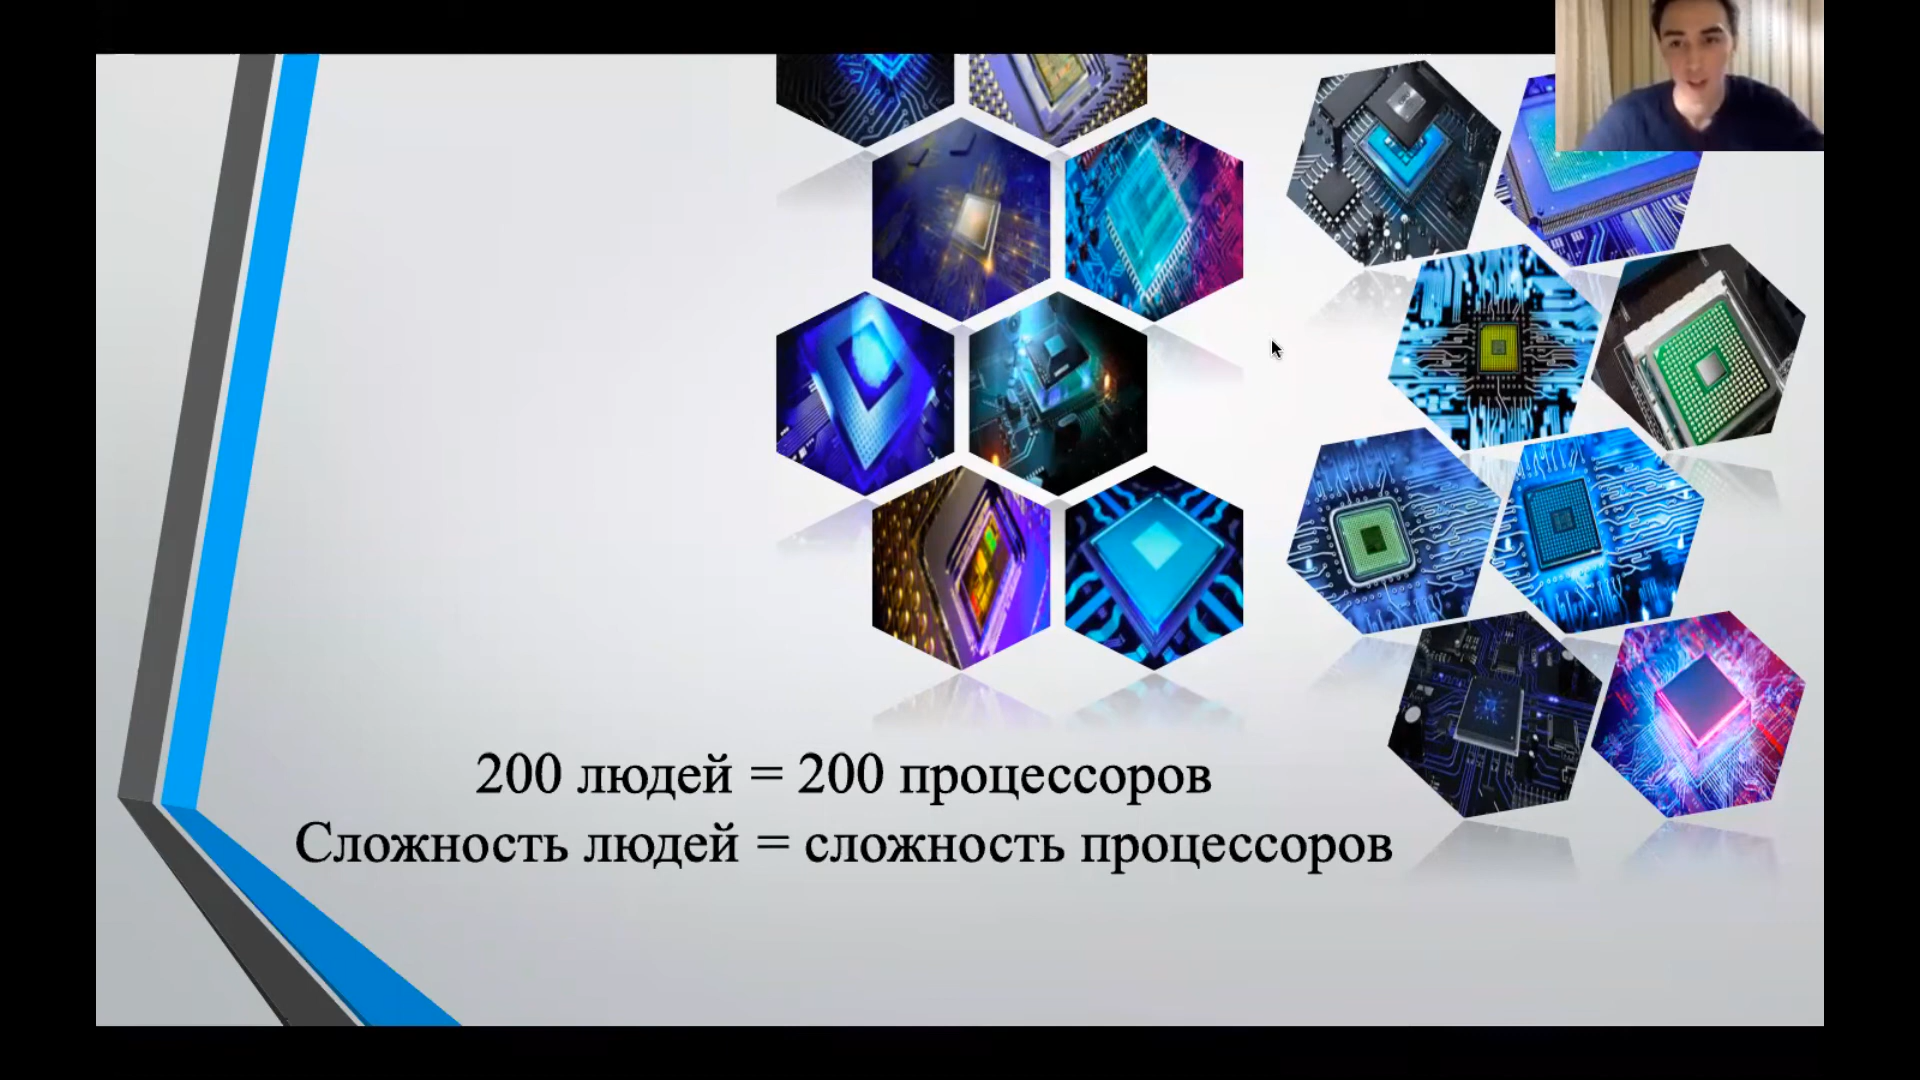 200 людей = 200 процессоров
Сложность людей = сложность процессоров